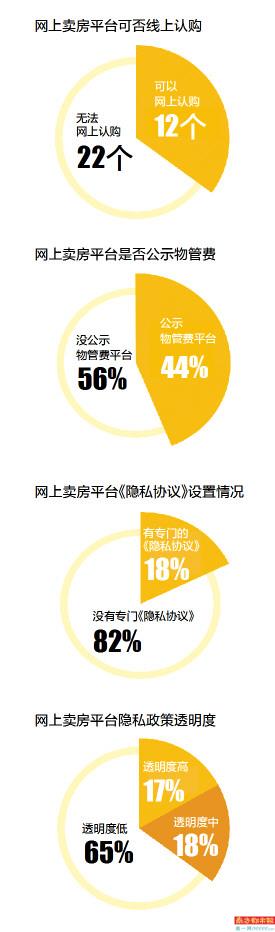 网上卖房平台可否线上认购
可以
网上认购
12个
无法
网上认购
22个
网上卖房平台是否公示物管费
公示
物管费平台
44%
没公示
物管费平台
56%
网上卖房平台《隐私协议》设置情况
有专门的
《隐私协议》
18%
没有专门《隐私协议》
82%
网上卖房平台隐私政策透明度
透明度高
17%
透明度中
18%
透明度低
65%
南方都市报